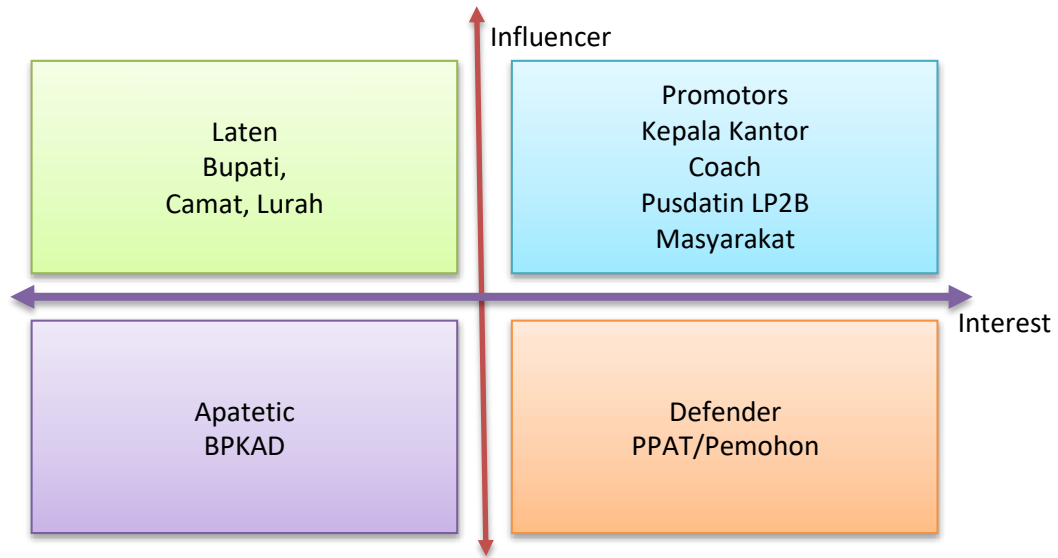 Influencer
Laten
Bupati,
Camat, Lurah
Promotors
Kepala Kantor
Coach
Pusdatin LP2B
Masyarakat
Interest
Apatetic
BPKAD
Defender
PPAT/Pemohon